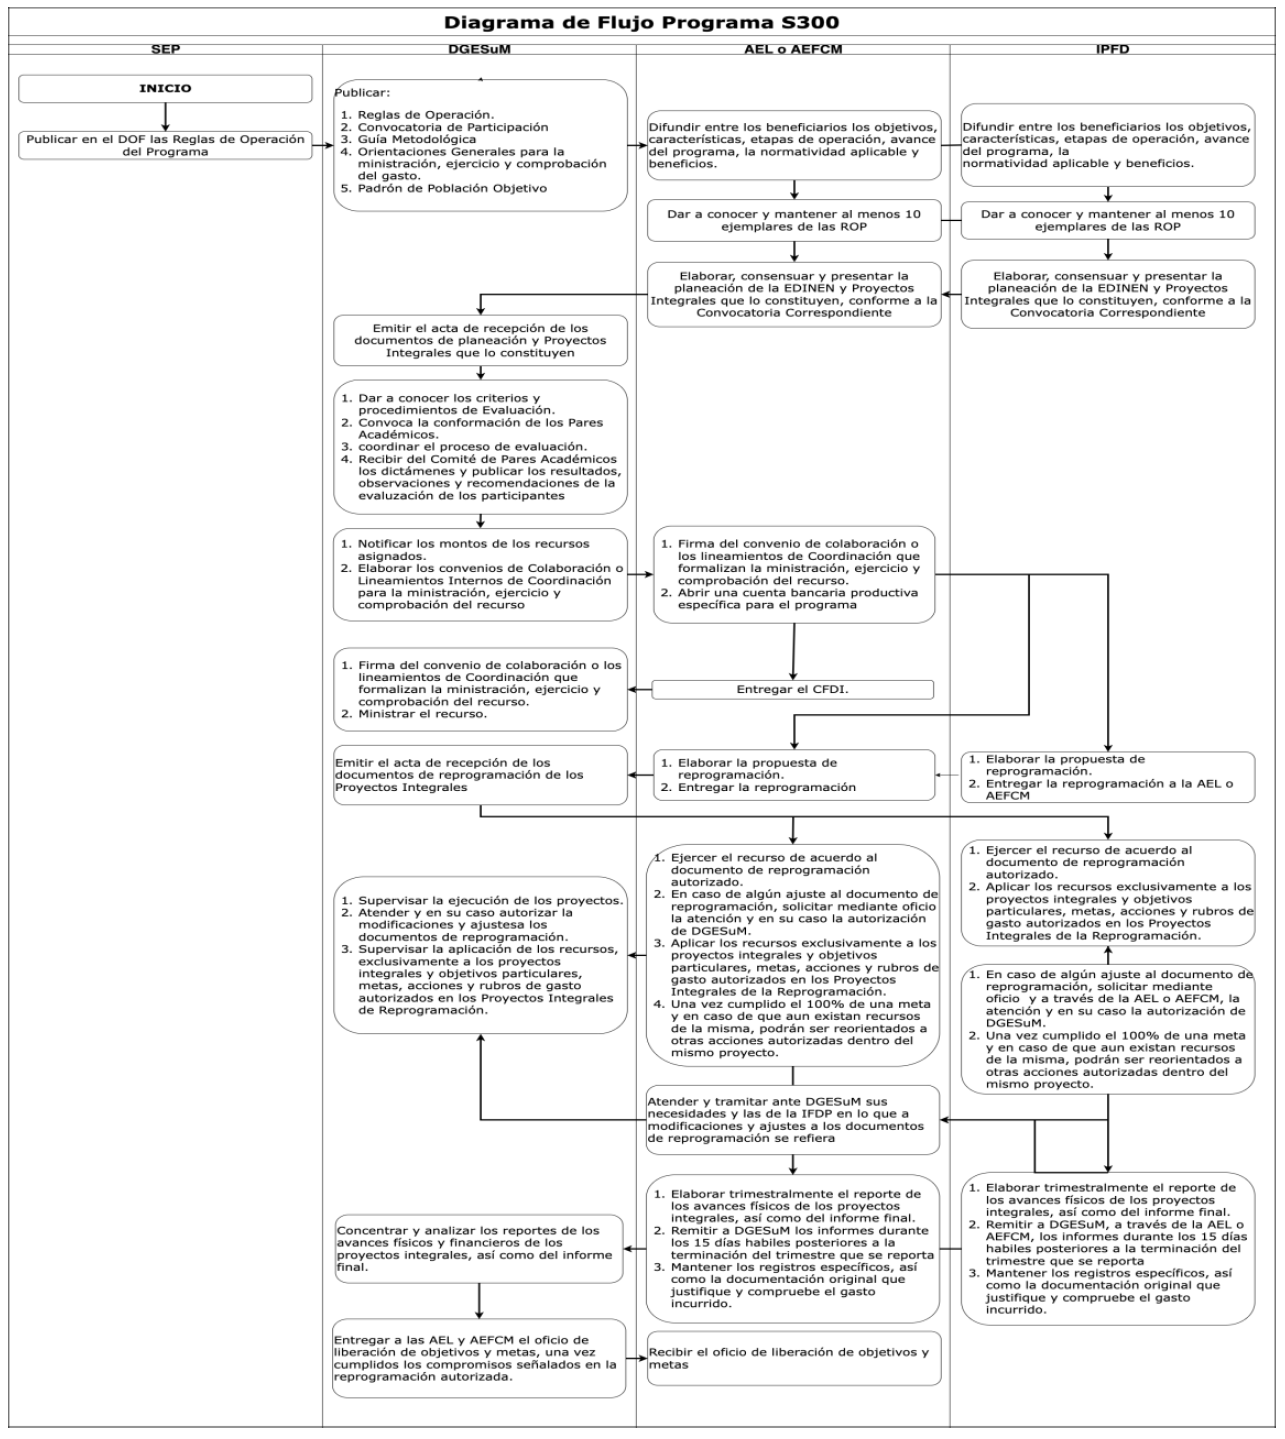 Diagrama de Flujo Programa S300
SEP
DGESuM
AEL o AEFCM
IPFD
INICIO
Publicar en el DOF las Reglas de Operación
del Programa
Publicar:
1. Reglas de Operación.
2. Convocatoria de Participación
3. Guía Metodológica
4. Orientaciones Generales para la
ministración, ejercicio y comprobación
del gasto.
5. Padrón de Población Objetivo
Difundir entre los beneficiarios los objetivos,
características, etapas de operación, avance
del programa, la normatividad aplicable y
beneficios.
Difundir entre los beneficiarios los objetivos,
características, etapas de operación, avance
del programa, la
normatividad aplicable y beneficios.
Dar a conocer y mantener al menos 10
ejemplares de las ROP
Dar a conocer y mantener al menos 10
ejemplares de las ROP
Elaborar, consensuar y presentar la
planeación de la EDINEN y Proyectos
Integrales que lo constituyen, conforme a la
Convocatoria Correspondiente
Elaborar, consensuar y presentar la
planeación de la EDINEN y Proyectos
Integrales que lo constituyen, conforme a la
Convocatoria Correspondiente
Emitir el acta de recepción de los
documentos de planeación y Proyectos
Integrales que lo constituyen
1. Dar a conocer los criterios y
procedimientos de Evaluación.
2. Convoca la conformación de los Pares
Académicos.
3. coordinar el proceso de evaluación.
4. Recibir del Comité de Pares Académicos
los dictámenes y publicar los resultados,
observaciones y recomendaciones de la
evaluzación de los participantes
1. Notificar los montos de los recursos
asignados.
2. Elaborar los convenios de Colaboración o
Lineamientos Internos de Coordinación
para la ministración, ejercicio y
comprobación del recurso
1. Firma del convenio de colaboración o
los lineamientos de Coordinación que
formalizan la ministración, ejercicio y
comprobación del recurso.
2. Abrir una cuenta bancaria productiva
específica para el programa
1. Firma del convenio de colaboración o los
lineamientos de Coordinación que
formalizan la ministración, ejercicio y
comprobación del recurso.
2. Ministrar el recurso.
Entregar el CFDI.
Emitir el acta de recepción de los
documentos de reprogramación de los
Proyectos Integrales
1. Elaborar la propuesta de
reprogramación.
2. Entregar la reprogramación
1. Elaborar la propuesta de
reprogramación.
2. Entregar la reprogramación a la AEL o
AEFCM
1. Supervisar la ejecución de los proyectos.
2. Atender y en su caso autorizar la
modificaciones y ajustesa los
documentos de reprogramación.
3. Supervisar la aplicación de los recursos,
exclusivamente a los proyectos
integrales y objetivos particulares,
metas, acciones y rubros de gasto
autorizados en los Proyectos Integrales
de Reprogramación.
1. Ejercer el recurso de acuerdo al
documento de reprogramación
autorizado.
2. En caso de algún ajuste al documento de
reprogramación, solicitar mediante oficio
la atención y en su caso la autorización
de DGESuM.
3. Aplicar los recursos exclusivamente a los
proyectos integrales y objetivos
particulares, metas, acciones y rubros de
gasto autorizados en los Proyectos
Integrales de la Reprogramación.
4. Una vez cumplido el 100% de una meta
y en caso de que aun existan recursos
de la misma, podrán ser reorientados a
otras acciones autorizadas dentro del
mismo proyecto.
1. Ejercer el recurso de acuerdo al
documento de reprogramación
autorizado.
2. Aplicar los recursos exclusivamente a los
proyectos integrales y objetivos
particulares, metas, acciones y rubros de
gasto autorizados en los Proyectos
Integrales de la Reprogramación.
1. En caso de algún ajuste al documento de
reprogramación, solicitar mediante
oficio y a través de la AEL o AEFCM, la
atención y en su caso la autorización de
DGESuM.
2. Una vez cumplido el 100% de una meta
y en caso de que aun existan recursos
de la misma, podrán ser reorientados a
otras acciones autorizadas dentro del
mismo proyecto.
Atender y tramitar ante DGESuM sus
necesidades y las de la IFDP en lo que a
modificaciones y ajustes a los documentos
de reprogramación se refiera
Concentrar y analizar los reportes de los
avances físicos y financieros de los
proyectos integrales, así como del informe
final.
1. Elaborar trimestralmente el reporte de
los avances físicos de los proyectos
integrales, así como del informe final.
2. Remitir a DGESuM los informes durante
los 15 días habiles posteriores a la
terminación del trimestre que se reporta
3. Mantener los registros específicos, así
como la documentación original que
justifique y compruebe el gasto
incurrido.
1. Elaborar trimestralmente el reporte de
los avances físicos de los proyectos
integrales, así como del informe final.
2. Remitir a DGESuM, a través de la AEL o
AEFCM, los informes durante los 15 días
habiles posteriores a la terminación del
trimestre que se reporta
3. Mantener los registros específicos, así
como la documentación original que
justifique y compruebe el gasto
incurrido.
Entregar a las AEL y AEFCM el oficio de
liberación de objetivos y metas, una vez
cumplidos los compromisos señalados en la
reprogramación autorizada.
Recibir el oficio de liberación de objetivos y
metas